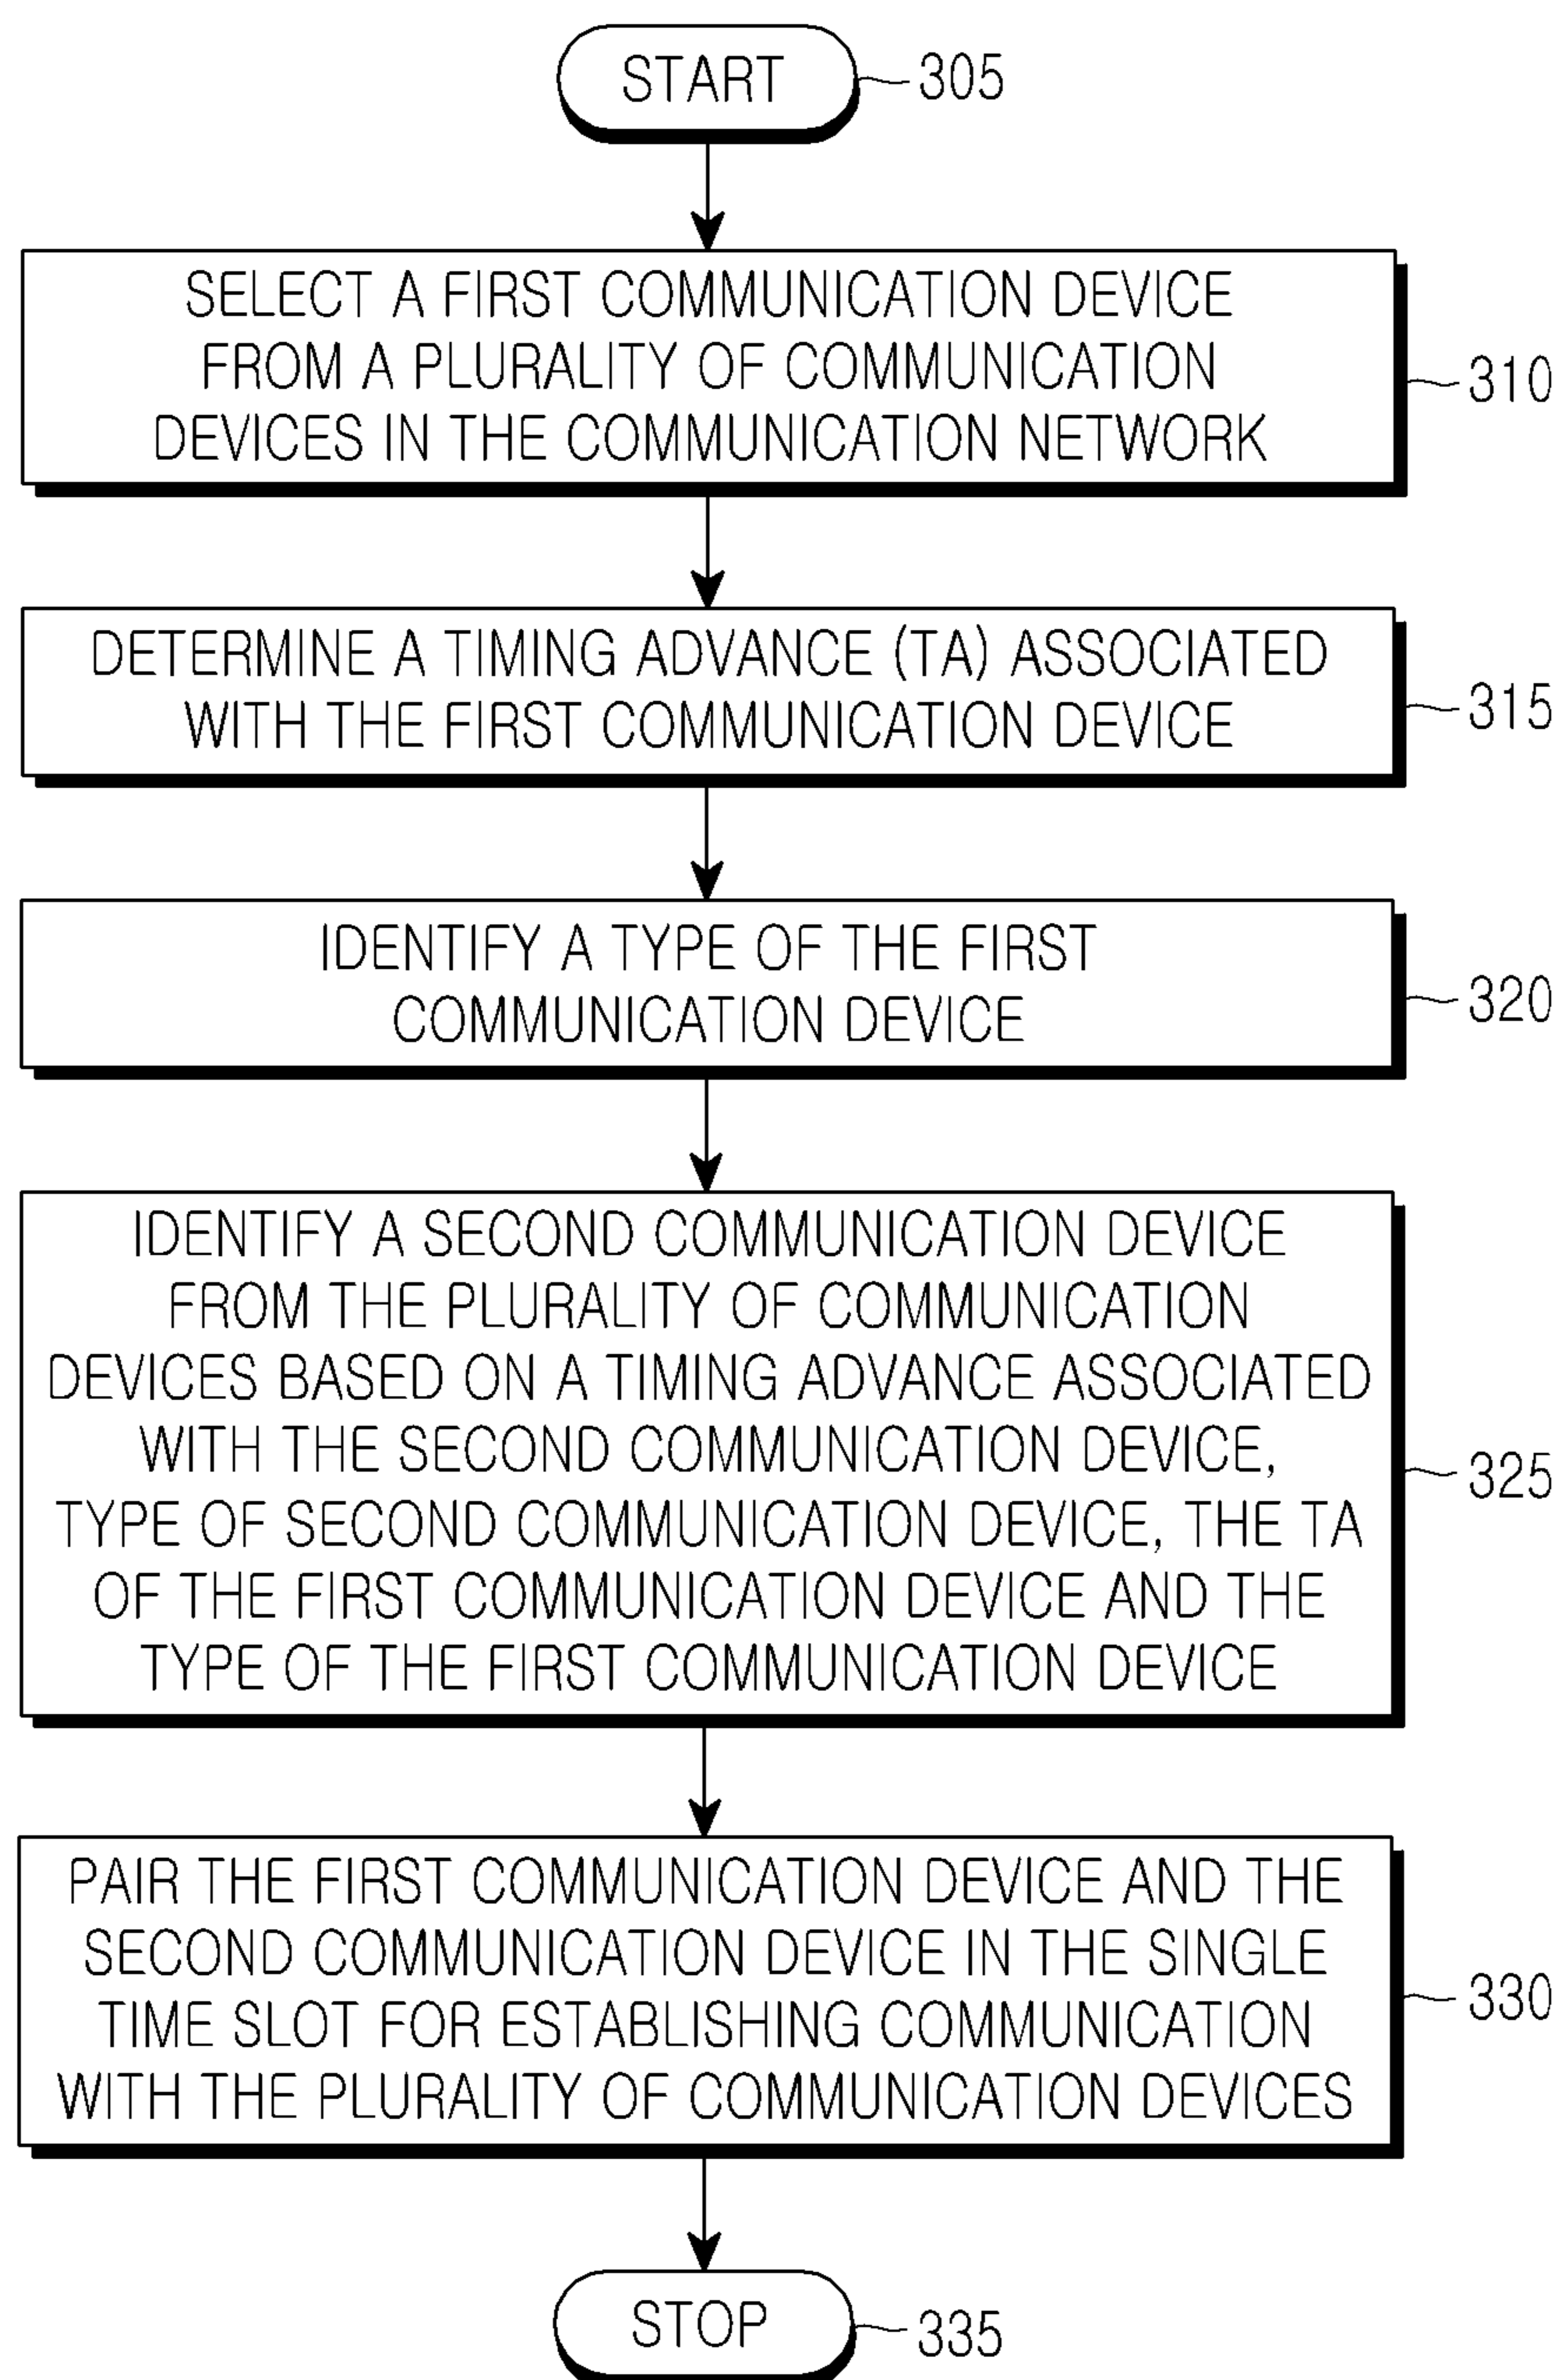 START
305
SELECT A FIRST COMMUNICATION DEVICE
FROM A PLURALITY OF COMMUNICATION
DEVICES IN THE COMMUNICATION NETWORK
310
DETERMINE A TIMING ADVANCE (TA) ASSOCIATED
WITH THE FIRST COMMUNICATION DEVICE
315
IDENTIFY A TYPE OF THE FIRST
COMMUNICATION DEVICE
320
IDENTIFY A SECOND COMMUNICATION DEVICE
FROM THE PLURALITY OF COMMUNICATION
DEVICES BASED ON A TIMING ADVANCE ASSOCIATED
WITH THE SECOND COMMUNICATION DEVICE,
TYPE OF SECOND COMMUNICATION DEVICE, THE TA
OF THE FIRST COMMUNICATION DEVICE AND THE
TYPE OF THE FIRST COMMUNICATION DEVICE
325
PAIR THE FIRST COMMUNICATION DEVICE AND THE
SECOND COMMUNICATION DEVICE IN THE SINGLE
TIME SLOT FOR ESTABLISHING COMMUNICATION
WITH THE PLURALITY OF COMMUNICATION DEVICES
330
STOP
335